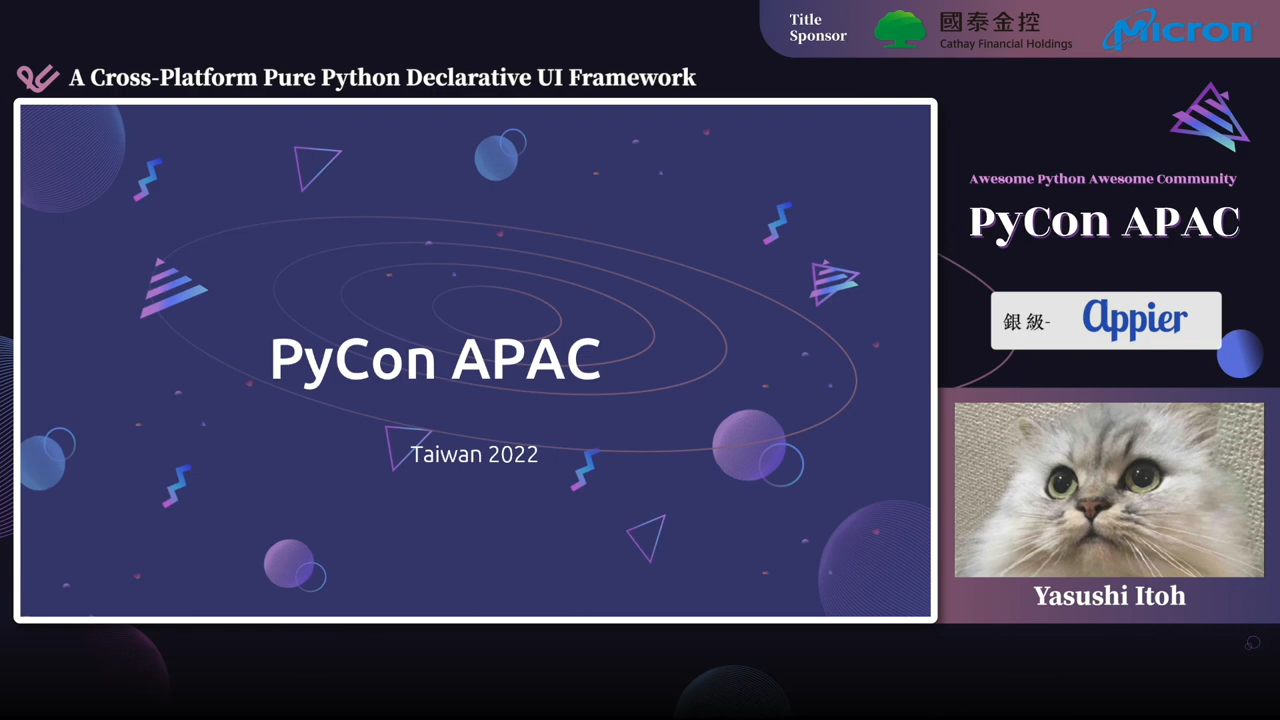 Title
Sponsor
國泰金控
Cathay Financial Holdings
Micron
A Cross-Platform Pure Python Declarative UI Framework
PyCon APAC
Taiwan 2022
Awesome Python Awesome Community
PyCon APAC
銀級- Appier
Yasushi Itoh